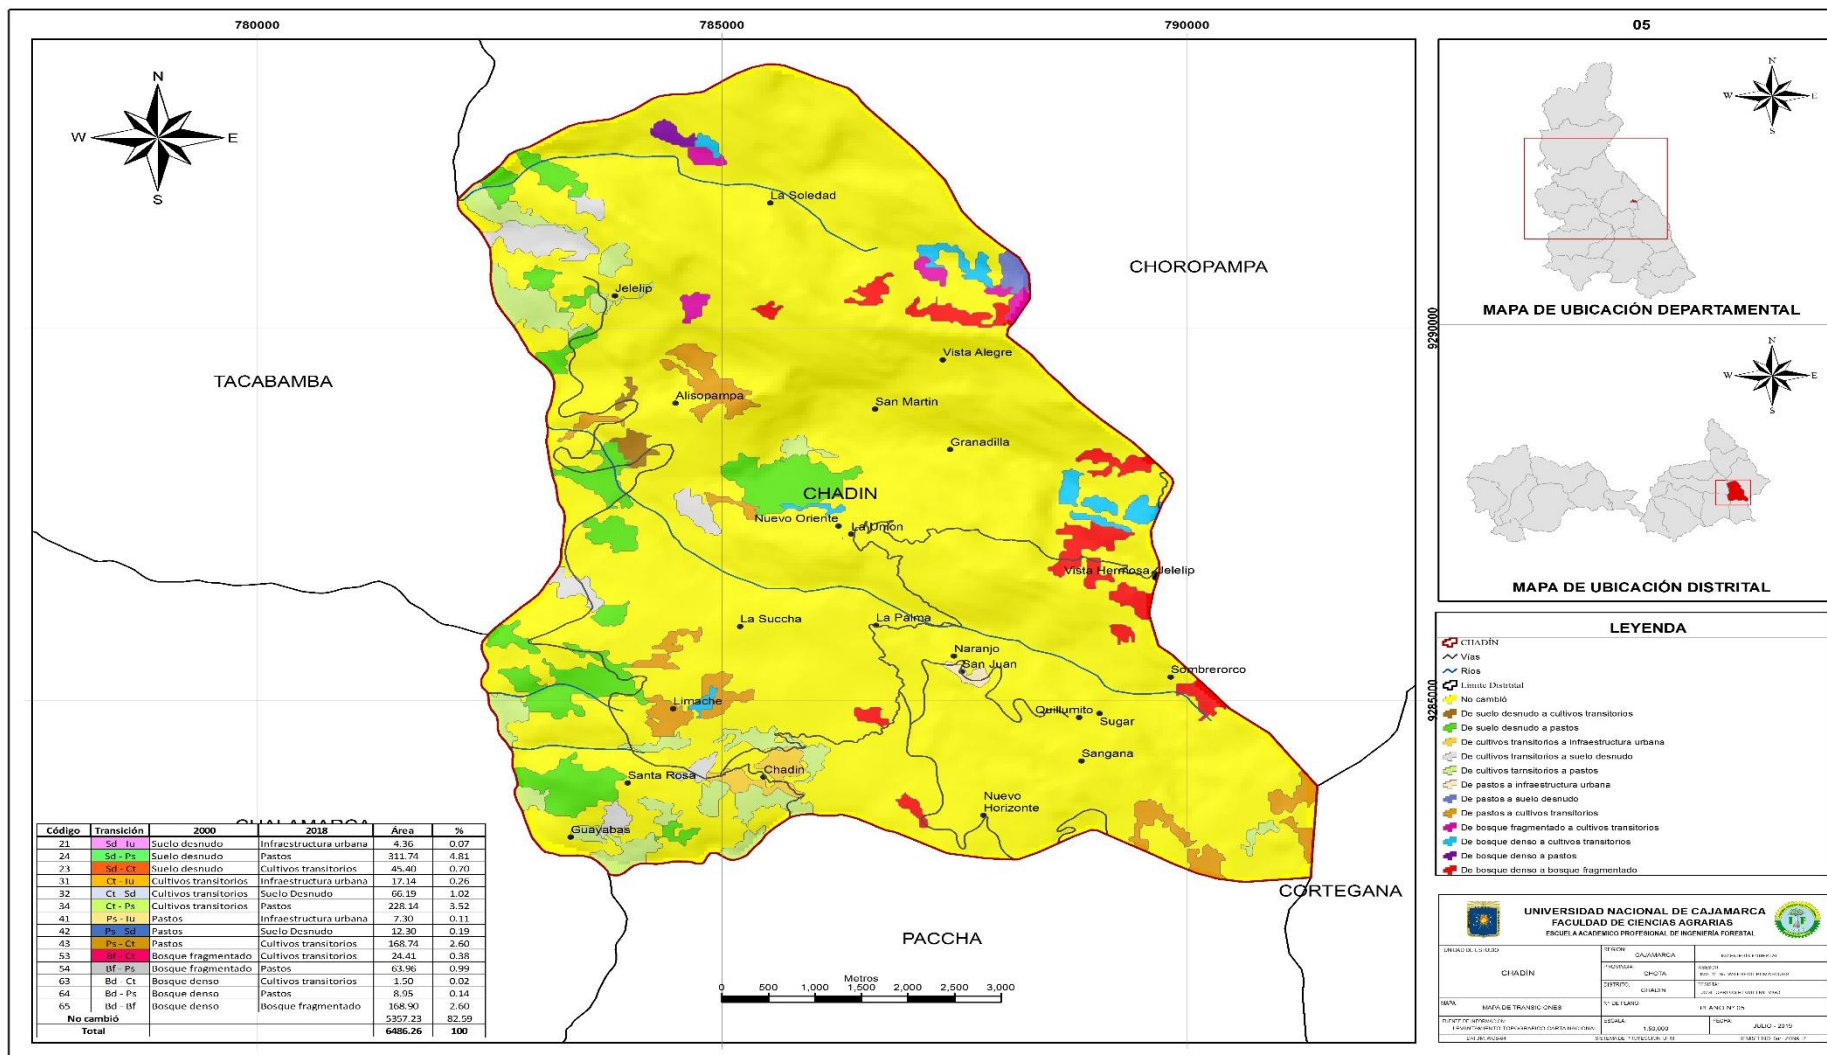 780000
785000
790000
05
N
W
E
S
N
W
E
S
MAPA DE UBICACIÓN DEPARTAMENTAL
N
W
E
S
MAPA DE UBICACIÓN DISTRITAL
9290000
9285000
CHOROPAMPA
TACABAMBA
CORTEGANA
PACCHA
La Soledad
Jelelip
Vista Alegre
Alisopampa
San Martin
Granadilla
CHADIN
Nuevo Oriente
La Union
Vista Hermosa Jelelip
La Succha
La Palma
Naranjo
San Juan
Sombrerorco
Limache
Quillumito
Sugar
Sangana
Santa Rosa
Chadin
Nuevo
Horizonte
Guayabas
LEYENDA
CHADÍN
Vías
Ríos
Límite Distrital
No cambió
De suelo desnudo a cultivos transitorios
De suelo desnudo a pastos
De cultivos transitorios a infraestructura urbana
De cultivos transitorios a suelo desnudo
De cultivos tarnsitorios a pastos
De pastos a infraestructura urbana
De pastos a suelo desnudo
De pastos a cultivos transitorios
De bosque fragmentado a cultivos transitorios
De bosque denso a cultivos transitorios
De bosque denso a pastos
De bosque denso a bosque fragmentado
Código Transición 2000 2018 Área %
21 Sd - Iu Suelo desnudo Infraestructura urbana 4.36 0.07
24 Sd - Ps Suelo desnudo Pastos 311.74 4.81
23 Sd - Ct Suelo desnudo Cultivos transitorios 45.40 0.70
31 Ct - Iu Cultivos transitorios Infraestructura urbana 17.14 0.26
32 Ct - Sd Cultivos transitorios Suelo Desnudo 66.19 1.02
34 Ct - Ps Cultivos transitorios Pastos 228.14 3.52
41 Ps - Iu Pastos Infraestructura urbana 7.30 0.11
42 Ps - Sd Pastos Suelo Desnudo 12.30 0.19
43 Ps - Ct Pastos Cultivos transitorios 168.74 2.60
53 Bf - Ct Bosque fragmentado Cultivos transitorios 24.41 0.38
54 Bf - Ps Bosque fragmentado Pastos 63.96 0.99
63 Bd - Ct Bosque denso Cultivos transitorios 1.50 0.02
64 Bd - Ps Bosque denso Pastos 8.95 0.14
65 Bd - Bf Bosque denso Bosque fragmentado 168.90 2.60
No cambió 5357.23 82.59
Total 6486.26 100
Metros
0 500 1,000 1,500 2,000 2,500 3,000
UNIVERSIDAD NACIONAL DE CAJAMARCA
FACULDAD DE CIENCIAS AGRARIAS
ESCUELA ACADEMICO PROFESIONAL DE INGENIERÍA FORESTAL
CHADÍN
CAJAMARCA
CHOTA
DISTRITO:
CHADIN
MAPA:
MAPA DE TRANSICIONES
N° DE PLANO:
PLANO N° 05
ESCALA:
1:50,000
FECHA:
JULIO - 2019